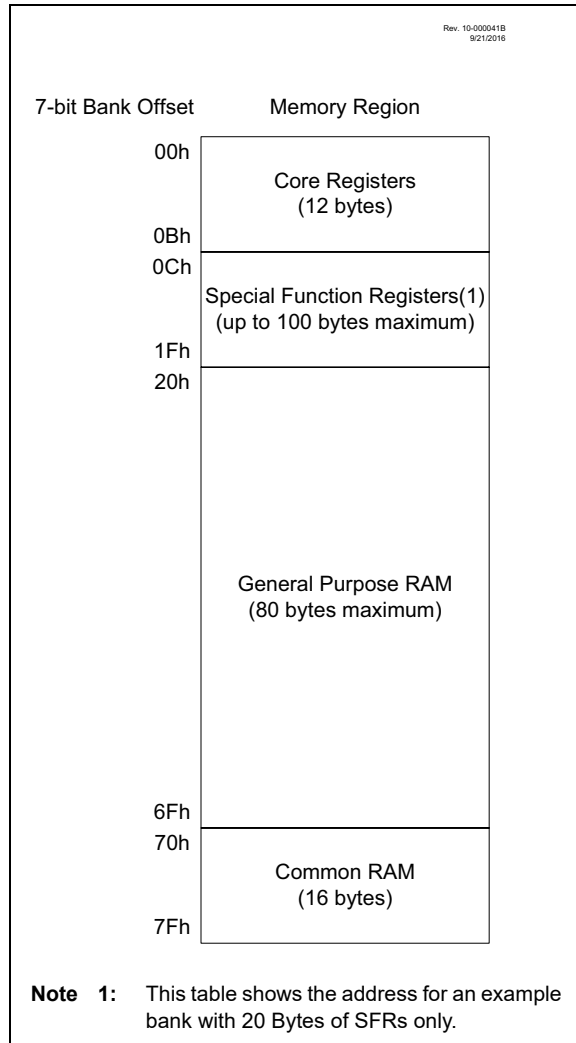 Rev. 10-000041B
9/21/2016
7-bit Bank Offset Memory Region
00h
Core Registers
(12 bytes)
0Bh
0Ch
Special Function Registers(1)
(up to 100 bytes maximum)
1Fh
20h
General Purpose RAM
(80 bytes maximum)
6Fh
70h
Common RAM
(16 bytes)
7Fh
Note 1: This table shows the address for an example
bank with 20 Bytes of SFRs only.